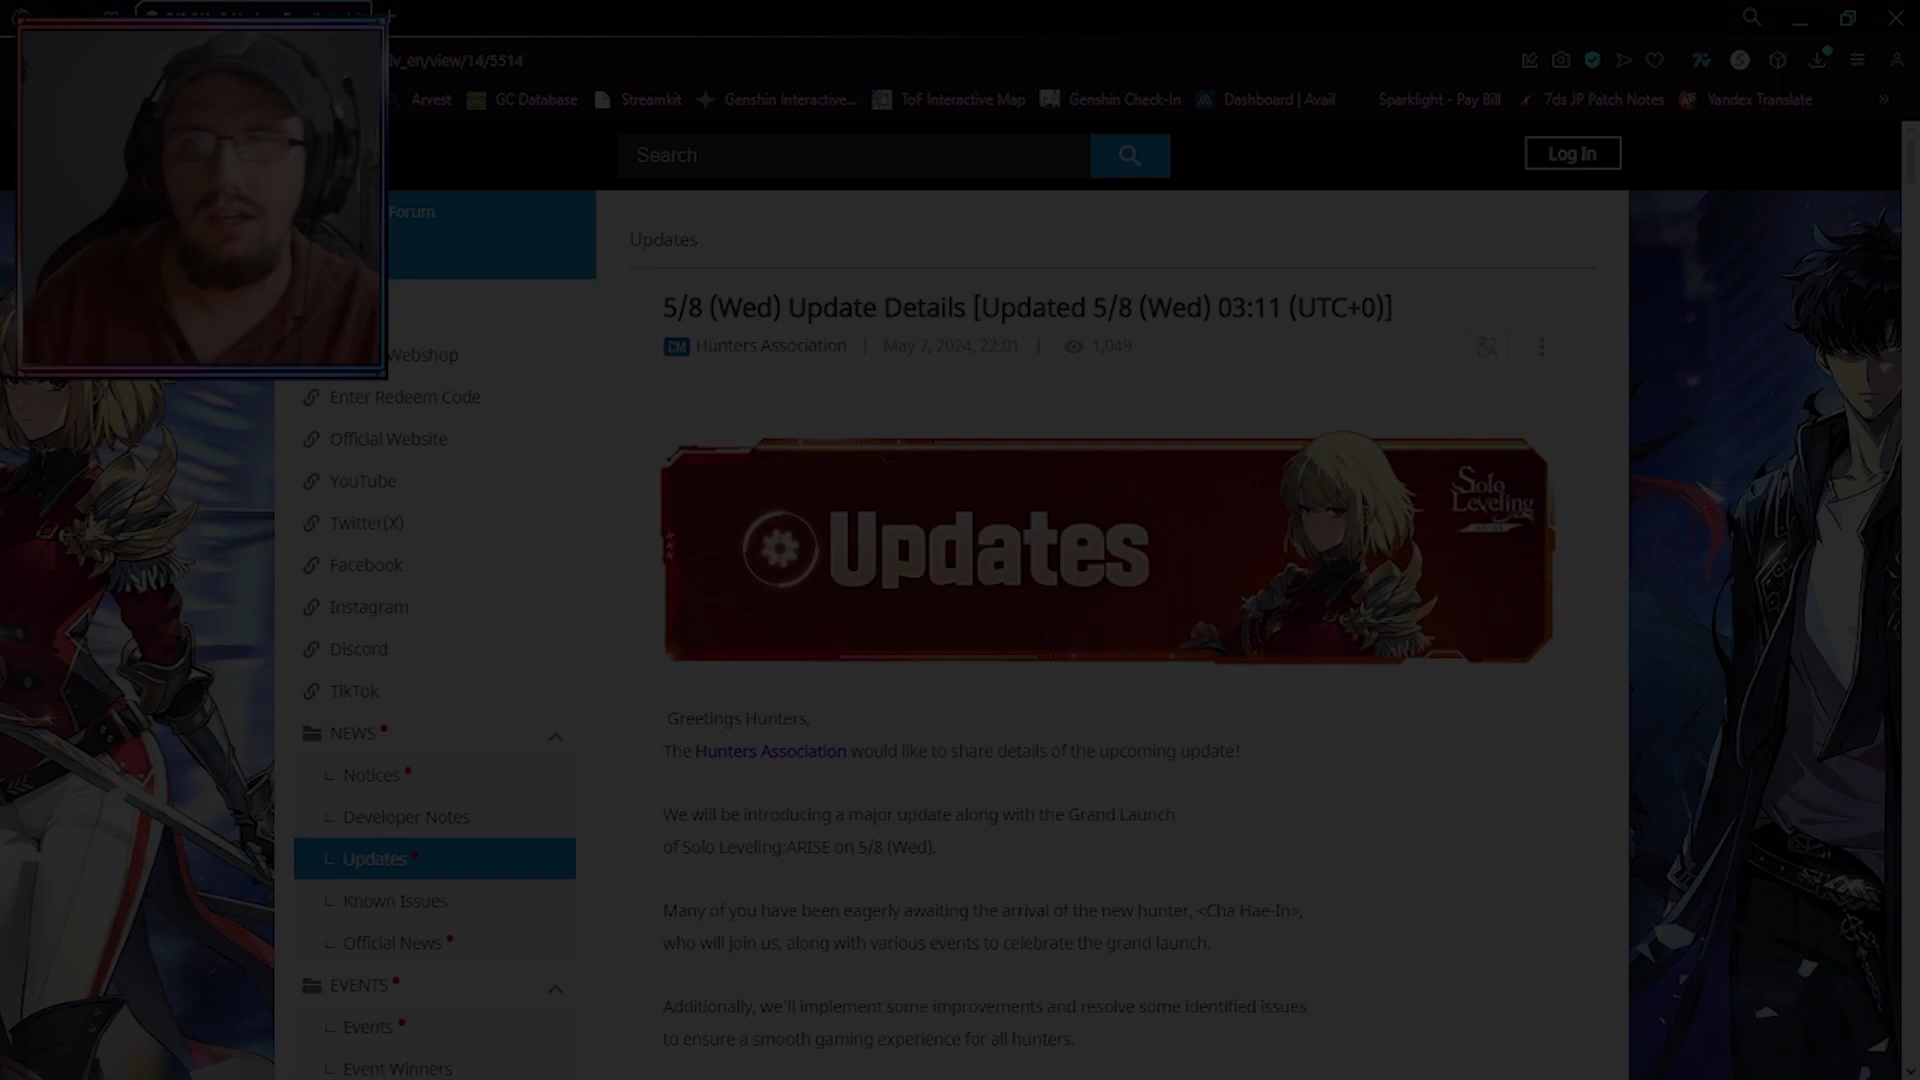 lv_en/view/14/5514
Arvest
GC Database
Streamkit
Genshin Interactive...
ToF Interactive Map
Genshin Check-In
Dashboard | Avail
Sparklight - Pay Bill
7ds JP Patch Notes
Yandex Translate
»
Search
Log In
Forum
Webshop
Enter Redeem Code
Official Website
YouTube
Twitter(X)
Facebook
Instagram
Discord
TikTok
NEWS
Notices
Developer Notes
Updates
Known Issues
Official News
EVENTS
Events
Event Winners
Updates
5/8 (Wed) Update Details [Updated 5/8 (Wed) 03:11 (UTC+0)]
CM Hunters Association | May 7, 2024, 22:01 | 1,049
Updates
Solo
Leveling
Greetings Hunters,
The Hunters Association would like to share details of the upcoming update!
We will be introducing a major update along with the Grand Launch
of Solo Leveling:ARISE on 5/8 (Wed).
Many of you have been eagerly awaiting the arrival of the new hunter, <Cha Hae-In>,
who will join us, along with various events to celebrate the grand launch.
Additionally, we'll implement some improvements and resolve some identified issues
to ensure a smooth gaming experience for all hunters.